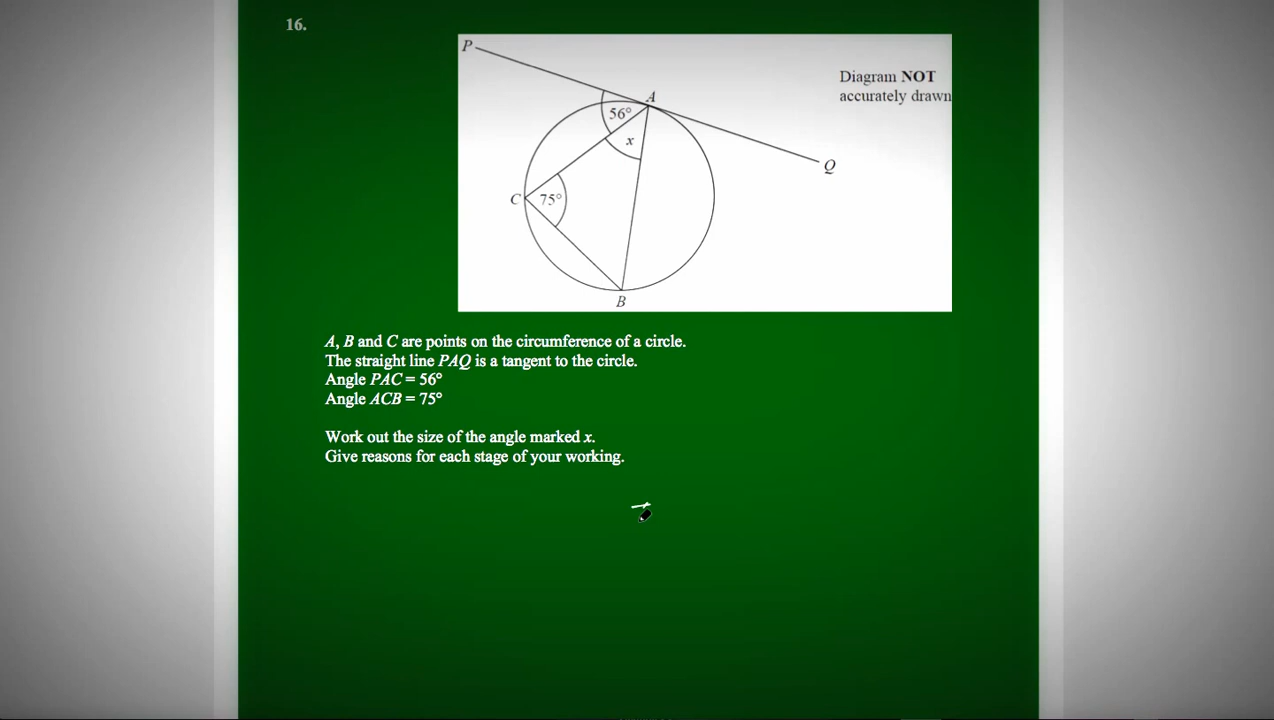 16.
P
Diagram NOT
accurately drawn
A
56°
x
Q
C
75°
B
A, B and C are points on the circumference of a circle.
The straight line PAQ is a tangent to the circle.
Angle PAC = 56°
Angle ACB = 75°
Work out the size of the angle marked x.
Give reasons for each stage of your working.